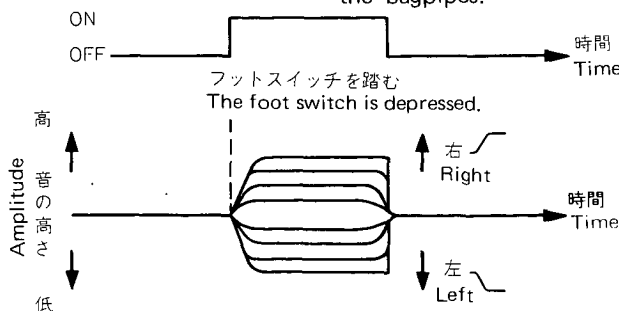 the bagpipes.
ON
OFF
時間
Time
フットスイッチを踏む
The foot switch is depressed.
高
音の高さ
低
Amplitude
右
Right
時間
Time
左
Left